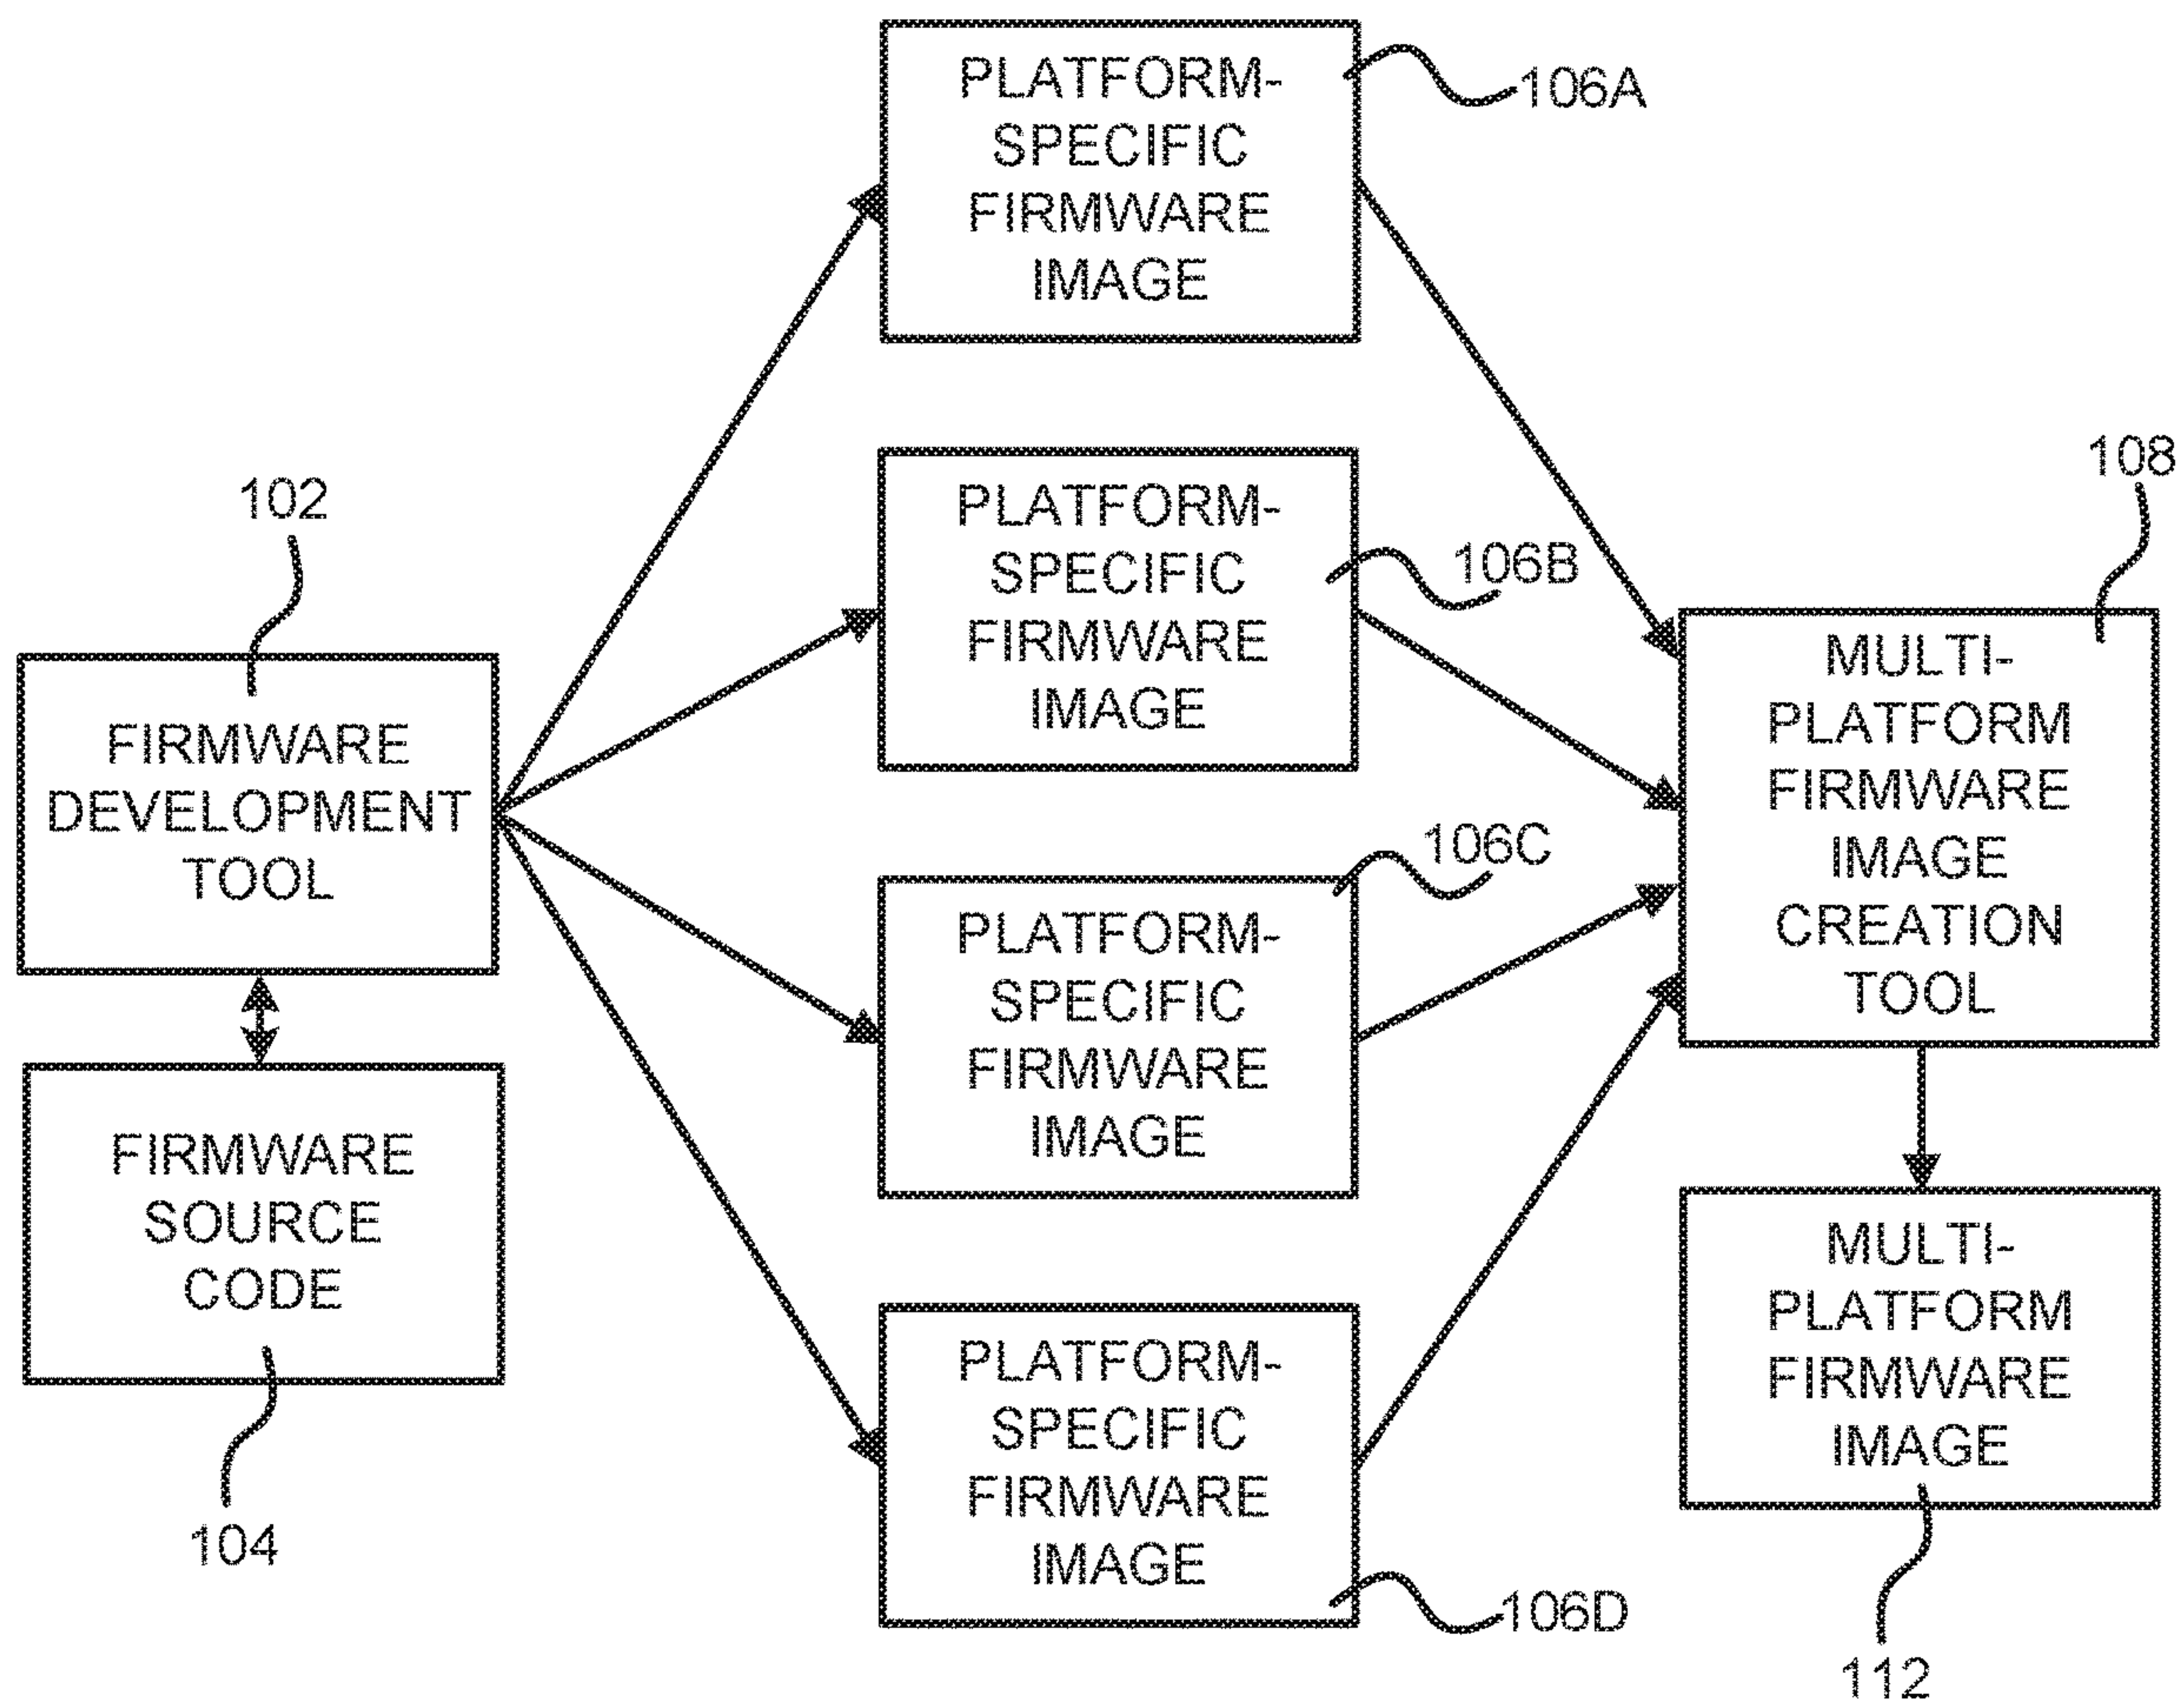 102
FIRMWARE
DEVELOPMENT
TOOL
FIRMWARE
SOURCE
CODE
104
PLATFORM-
SPECIFIC
FIRMWARE
IMAGE
106A
PLATFORM-
SPECIFIC
FIRMWARE
IMAGE
106B
PLATFORM-
SPECIFIC
FIRMWARE
IMAGE
106C
PLATFORM-
SPECIFIC
FIRMWARE
IMAGE
106D
108
MULTI-
PLATFORM
FIRMWARE
IMAGE
CREATION
TOOL
MULTI-
PLATFORM
FIRMWARE
IMAGE
112